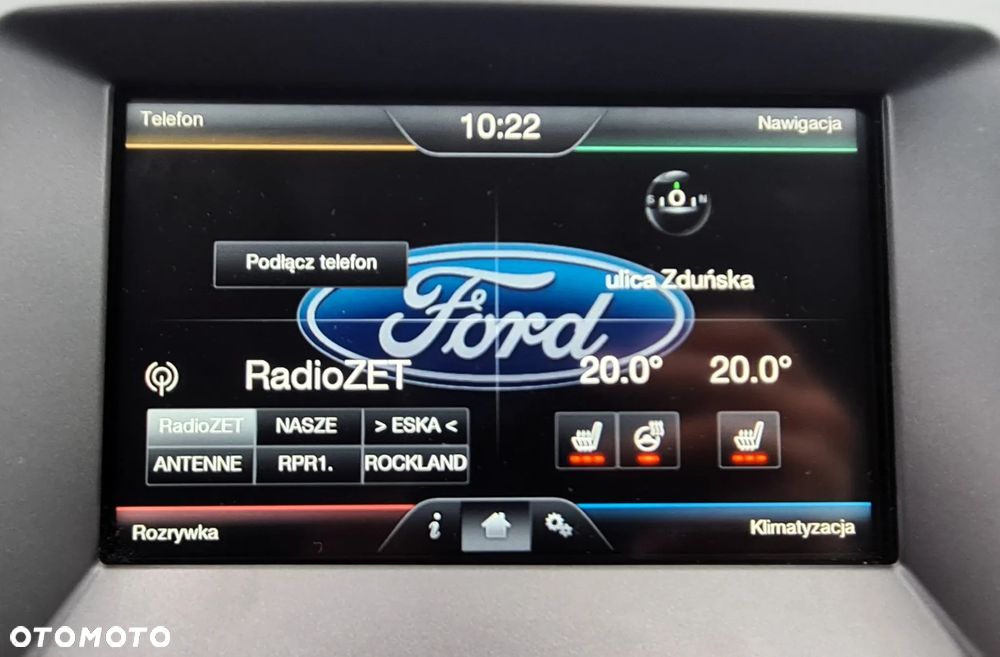 Telefon
10:22
Nawigacja
S O N
Podłącz telefon
Ford
ulica Zduńska
RadioZET
20.0° 20.0°
RadioZET NASZE > ESKA <
ANTENNE RPR1. ROCKLAND
Rozrywka
i
Klimatyzacja
OTOMOTO